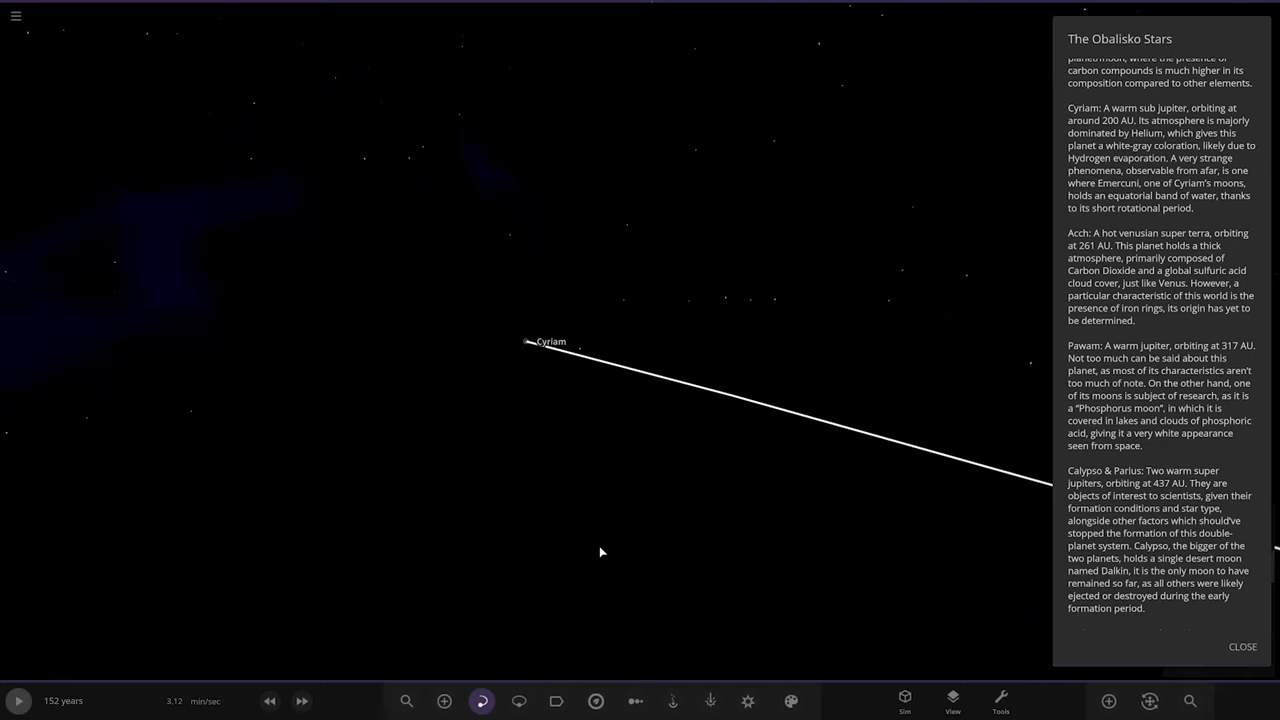 The Obalisko Stars
planet/moon, where the presence of
carbon compounds is much higher in its
composition compared to other elements.
Cyriam: A warm sub jupiter, orbiting at
around 200 AU. Its atmosphere is majorly
dominated by Helium, which gives this
planet a white-gray coloration, likely due to
Hydrogen evaporation. A very strange
phenomena, observable from afar, is one
where Emercuni, one of Cyriam's moons,
holds an equatorial band of water, thanks
to its short rotational period.
Acch: A hot venusian super terra, orbiting
at 261 AU. This planet holds a thick
atmosphere, primarily composed of
Carbon Dioxide and a global sulfuric acid
cloud cover, just like Venus. However, a
particular characteristic of this world is the
presence of iron rings, its origin has yet to
be determined.
Pawam: A warm jupiter, orbiting at 317 AU.
Not too much can be said about this
planet, as most of its characteristics aren't
too much of note. On the other hand, one
of its moons is subject of research, as it is
a "Phosphorus moon", in which it is
covered in lakes and clouds of phosphoric
acid, giving it a very white appearance
seen from space.
Calypso & Parius: Two warm super
jupiters, orbiting at 437 AU. They are
objects of interest to scientists, given their
formation conditions and star type,
alongside other factors which should've
stopped the formation of this double-
planet system. Calypso, the bigger of the
two planets, holds a single desert moon
named Dalkin, it is the only moon to have
remained so far, as all others were likely
ejected or destroyed during the early
formation period.
CLOSE
Cyriam
152 years
3.12 min/sec
Sim
View
Tools